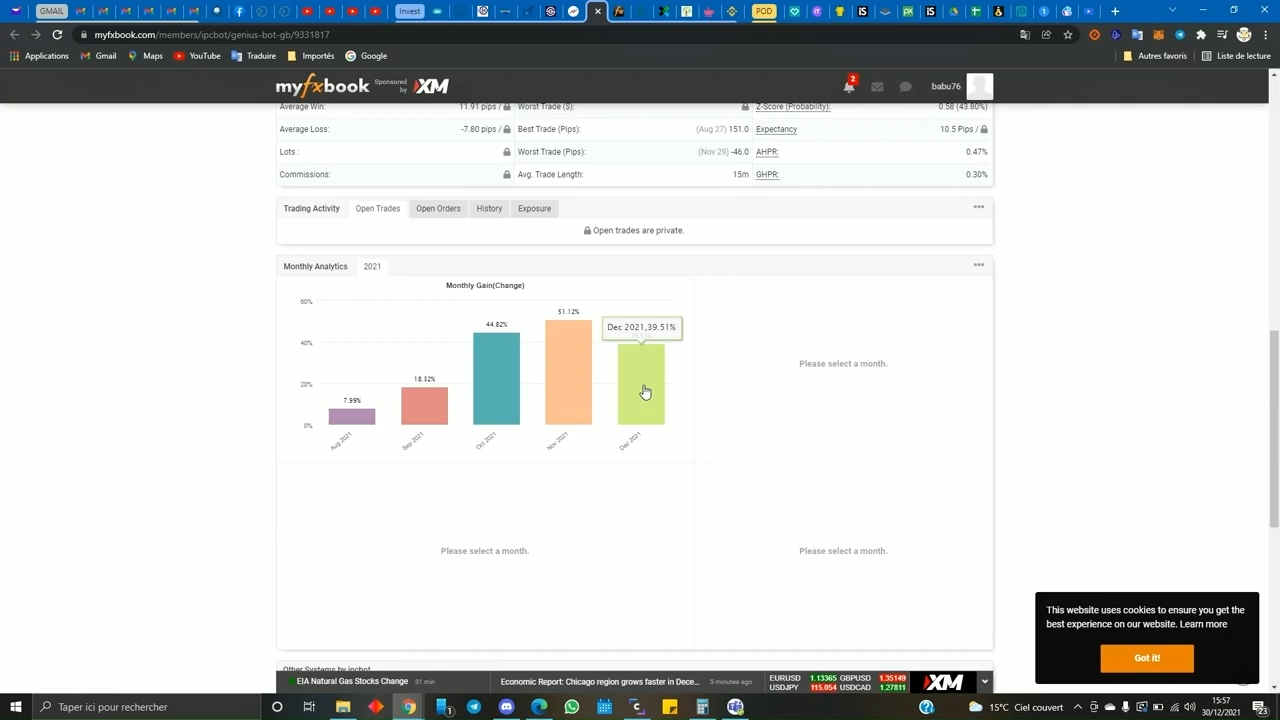 GMAIL
Invest
POD
IS
PK
IS
myfxbook.com/members/ipcbot/genius-bot-gb/9331817
Applications
Gmail
Maps
YouTube
Traduire
Importés
Google
Autres favoris
Liste de lecture
myfxbook
Sponsored by
XM
2
babu76
Average Win:
11.91 pips /
Worst Trade ($):
Z-Score (Probability):
0.58 (43.80%)
Average Loss:
-7.80 pips /
Best Trade (Pips):
(Aug 27) 151.0
Expectancy
10.5 Pips /
Lots :
Worst Trade (Pips):
(Nov 29) -46.0
AHPR:
0.47%
Commissions:
Avg. Trade Length:
15m
GHPR:
0.30%
Trading Activity
Open Trades
Open Orders
History
Exposure
Open trades are private.
Monthly Analytics
2021
Monthly Gain(Change)
60%
40%
20%
0%
7.99%
18.32%
44.82%
51.12%
Dec 2021,39.51%
Aug 2021
Sep 2021
Oct 2021
Nov 2021
Dec 2021
Please select a month.
Please select a month.
Please select a month.
This website uses cookies to ensure you get the
best experience on our website. Learn more
Got it!
Other Systems by ipcbot
EIA Natural Gas Stocks Change
31 min
Economic Report: Chicago region grows faster in Dece...
5 minutes ago
EURUSD 1.13365 GBPUSD 1.35149
USDJPY 115.054 USDCAD 1.27811
XM
Taper ici pour rechercher
15°C Ciel couvert
15:57
30/12/2021
23